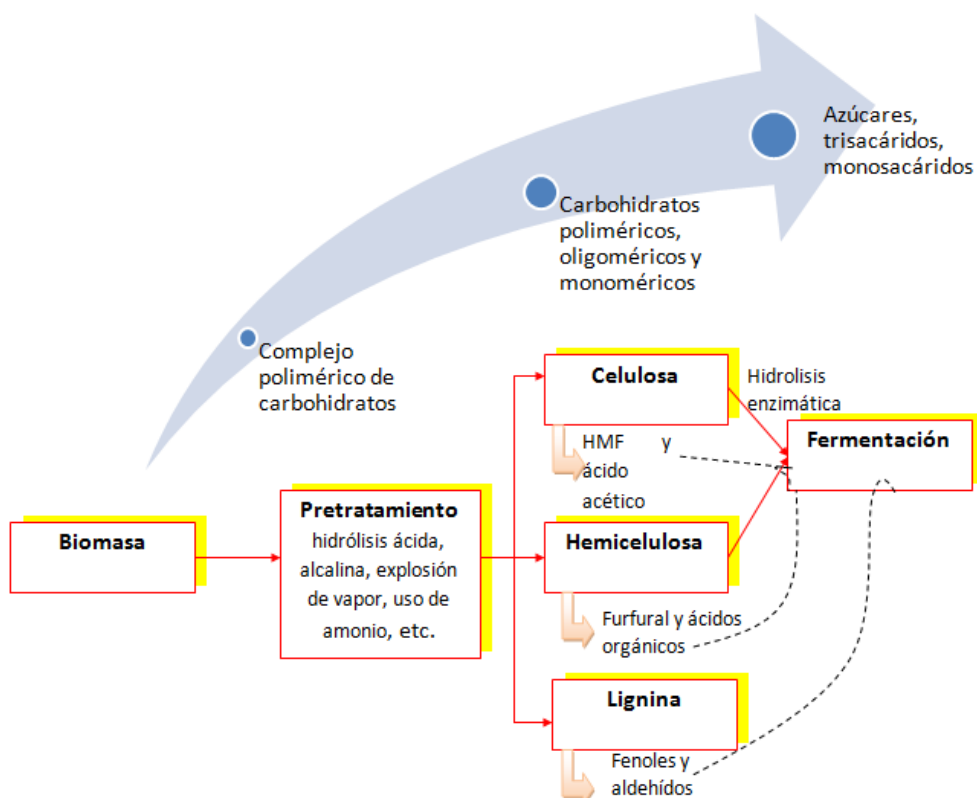 Azúcares,
trisacáridos,
monosacáridos
Carbohidratos
poliméricos,
oligoméricos y
monoméricos
Complejo
polimérico de
carbohidratos
Celulosa
Hidrolisis
enzimática
HMF y
ácido
acético
Fermentación
Biomasa
Pretratamiento
hidrólisis ácida,
alcalina, explosión
de vapor, uso de
amonio, etc.
Hemicelulosa
Furfural y ácidos
orgánicos
Lignina
Fenoles y
aldehídos